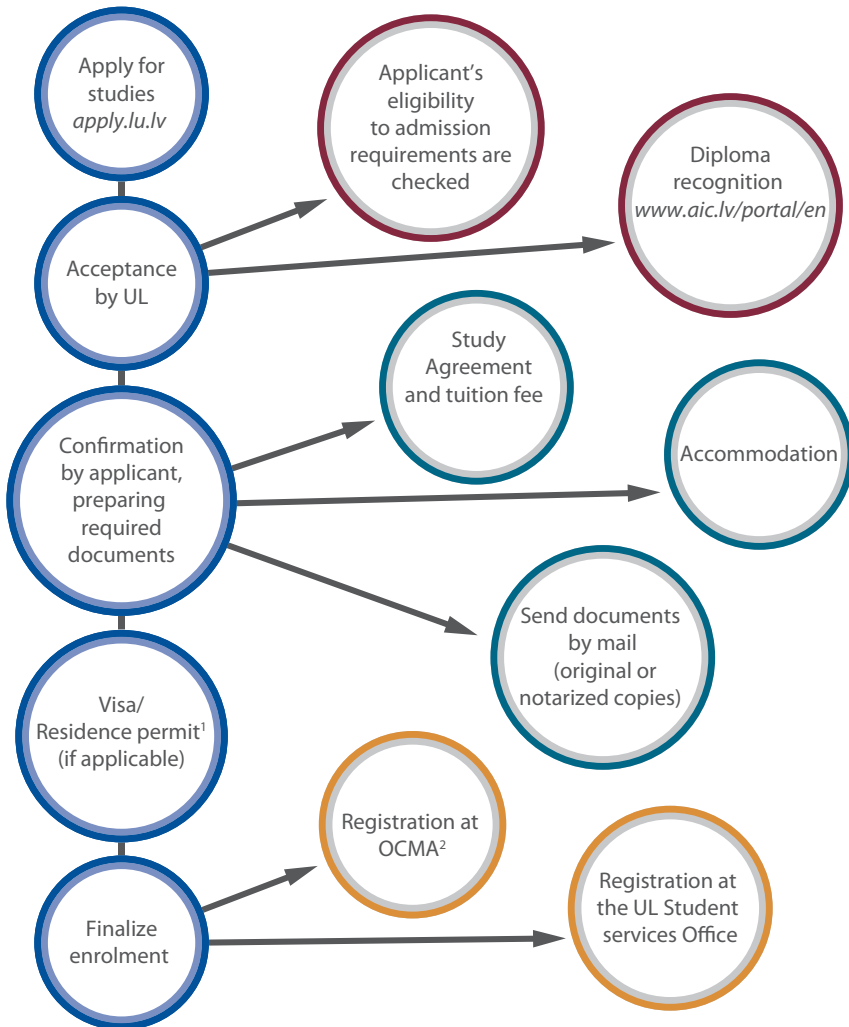 Apply for
studies
apply.lu.lv
Applicant's
eligibility
to admission
requirements are
checked
Diploma
recognition
www.aic.lv/portal/en
Acceptance
by UL
Study
Agreement
and tuition fee
Confirmation
by applicant,
preparing
required
documents
Accommodation
Send documents
by mail
(original or
notarized copies)
Visa/
Residence permit¹
(if applicable)
Registration at
OCMA²
Finalize
enrolment
Registration at
the UL Student
services Office